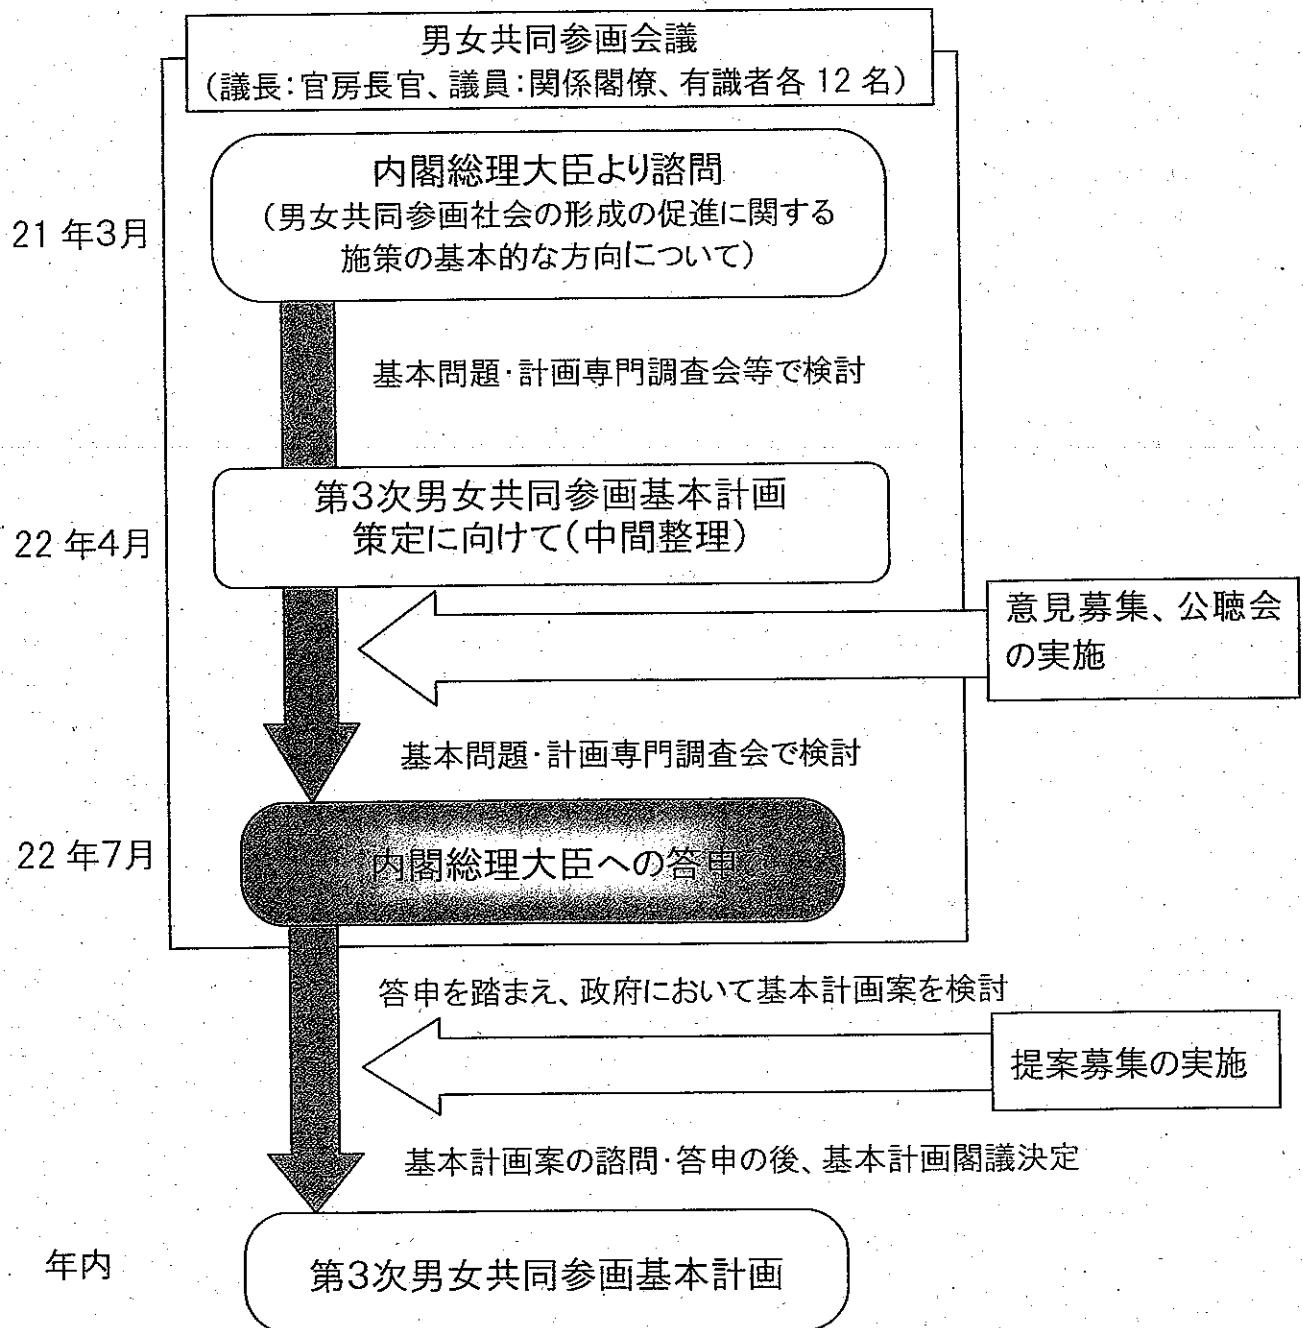 男女共同参画会議
（議長：官房長官、議員：関係閣僚、有識者各 12 名）
21 年3月
内閣総理大臣より諮問
（男女共同参画社会の形成の促進に関する
施策の基本的な方向について）
基本問題・計画専門調査会等で検討
22 年4月
第3次男女共同参画基本計画
策定に向けて（中間整理）
意見募集、公聴会
の実施
基本問題・計画専門調査会で検討
22 年7月
内閣総理大臣への答申
答申を踏まえ、政府において基本計画案を検討
提案募集の実施
基本計画案の諮問・答申の後、基本計画閣議決定
年内
第3次男女共同参画基本計画